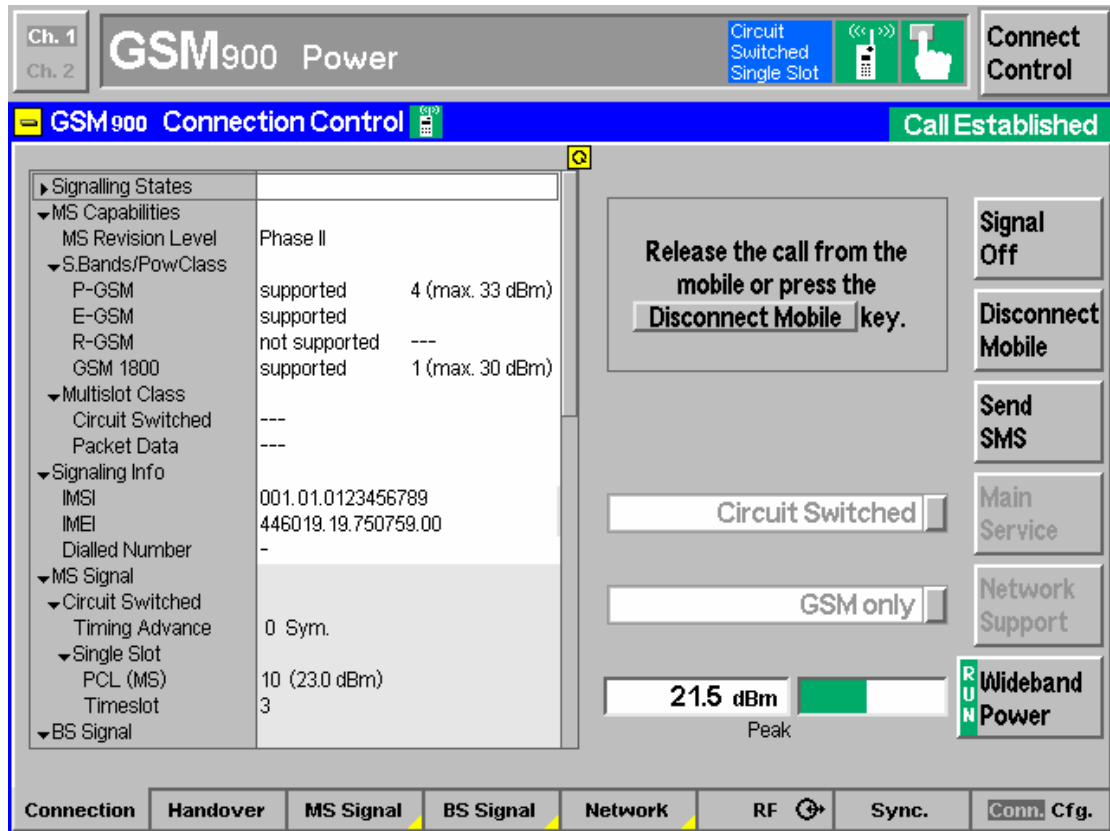 Ch. 1
Ch. 2
GSM900 Power
Circuit
Switched
Single Slot
Connect
Control
GSM900 Connection Control
Call Established
Signalling States
MS Capabilities
MS Revision Level Phase II
S.Bands/PowClass
P-GSM supported 4 (max. 33 dBm)
E-GSM supported
R-GSM not supported ---
GSM 1800 supported 1 (max. 30 dBm)
Multislot Class
Circuit Switched ---
Packet Data ---
Signaling Info
IMSI 001.01.0123456789
IMEI 446019.19.750759.00
Dialled Number -
MS Signal
Circuit Switched
Timing Advance 0 Sym.
Single Slot
PCL (MS) 10 (23.0 dBm)
Timeslot 3
BS Signal
Release the call from the
mobile or press the
Disconnect Mobile key.
Circuit Switched
GSM only
21.5 dBm
Peak
Signal
Off
Disconnect
Mobile
Send
SMS
Main
Service
Network
Support
RUN
Wideband
Power
Connection Handover MS Signal BS Signal Network RF Sync. Conn. Cfg.